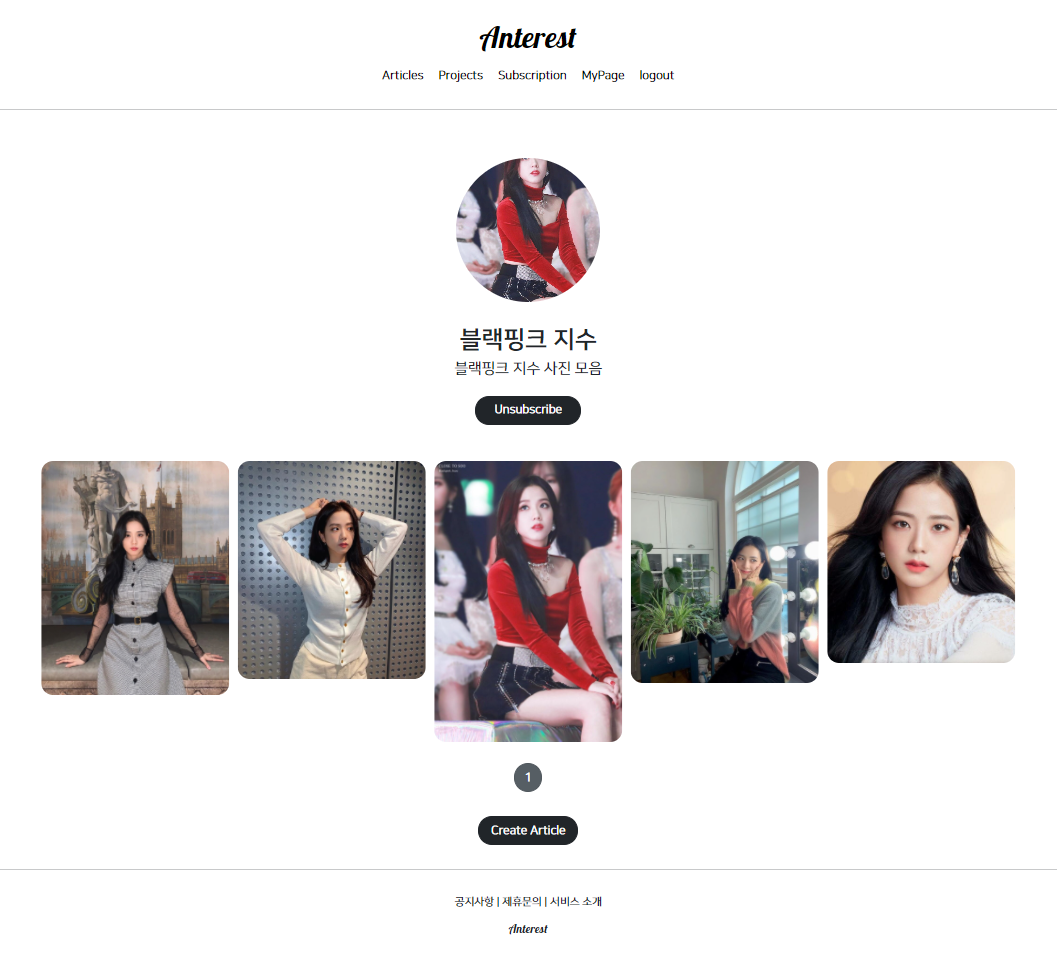 Anterest
Articles Projects Subscription MyPage logout
블랙핑크 지수
블랙핑크 지수 사진 모음
Unsubscribe
1
Create Article
공지사항 | 제휴문의 | 서비스 소개
Anterest